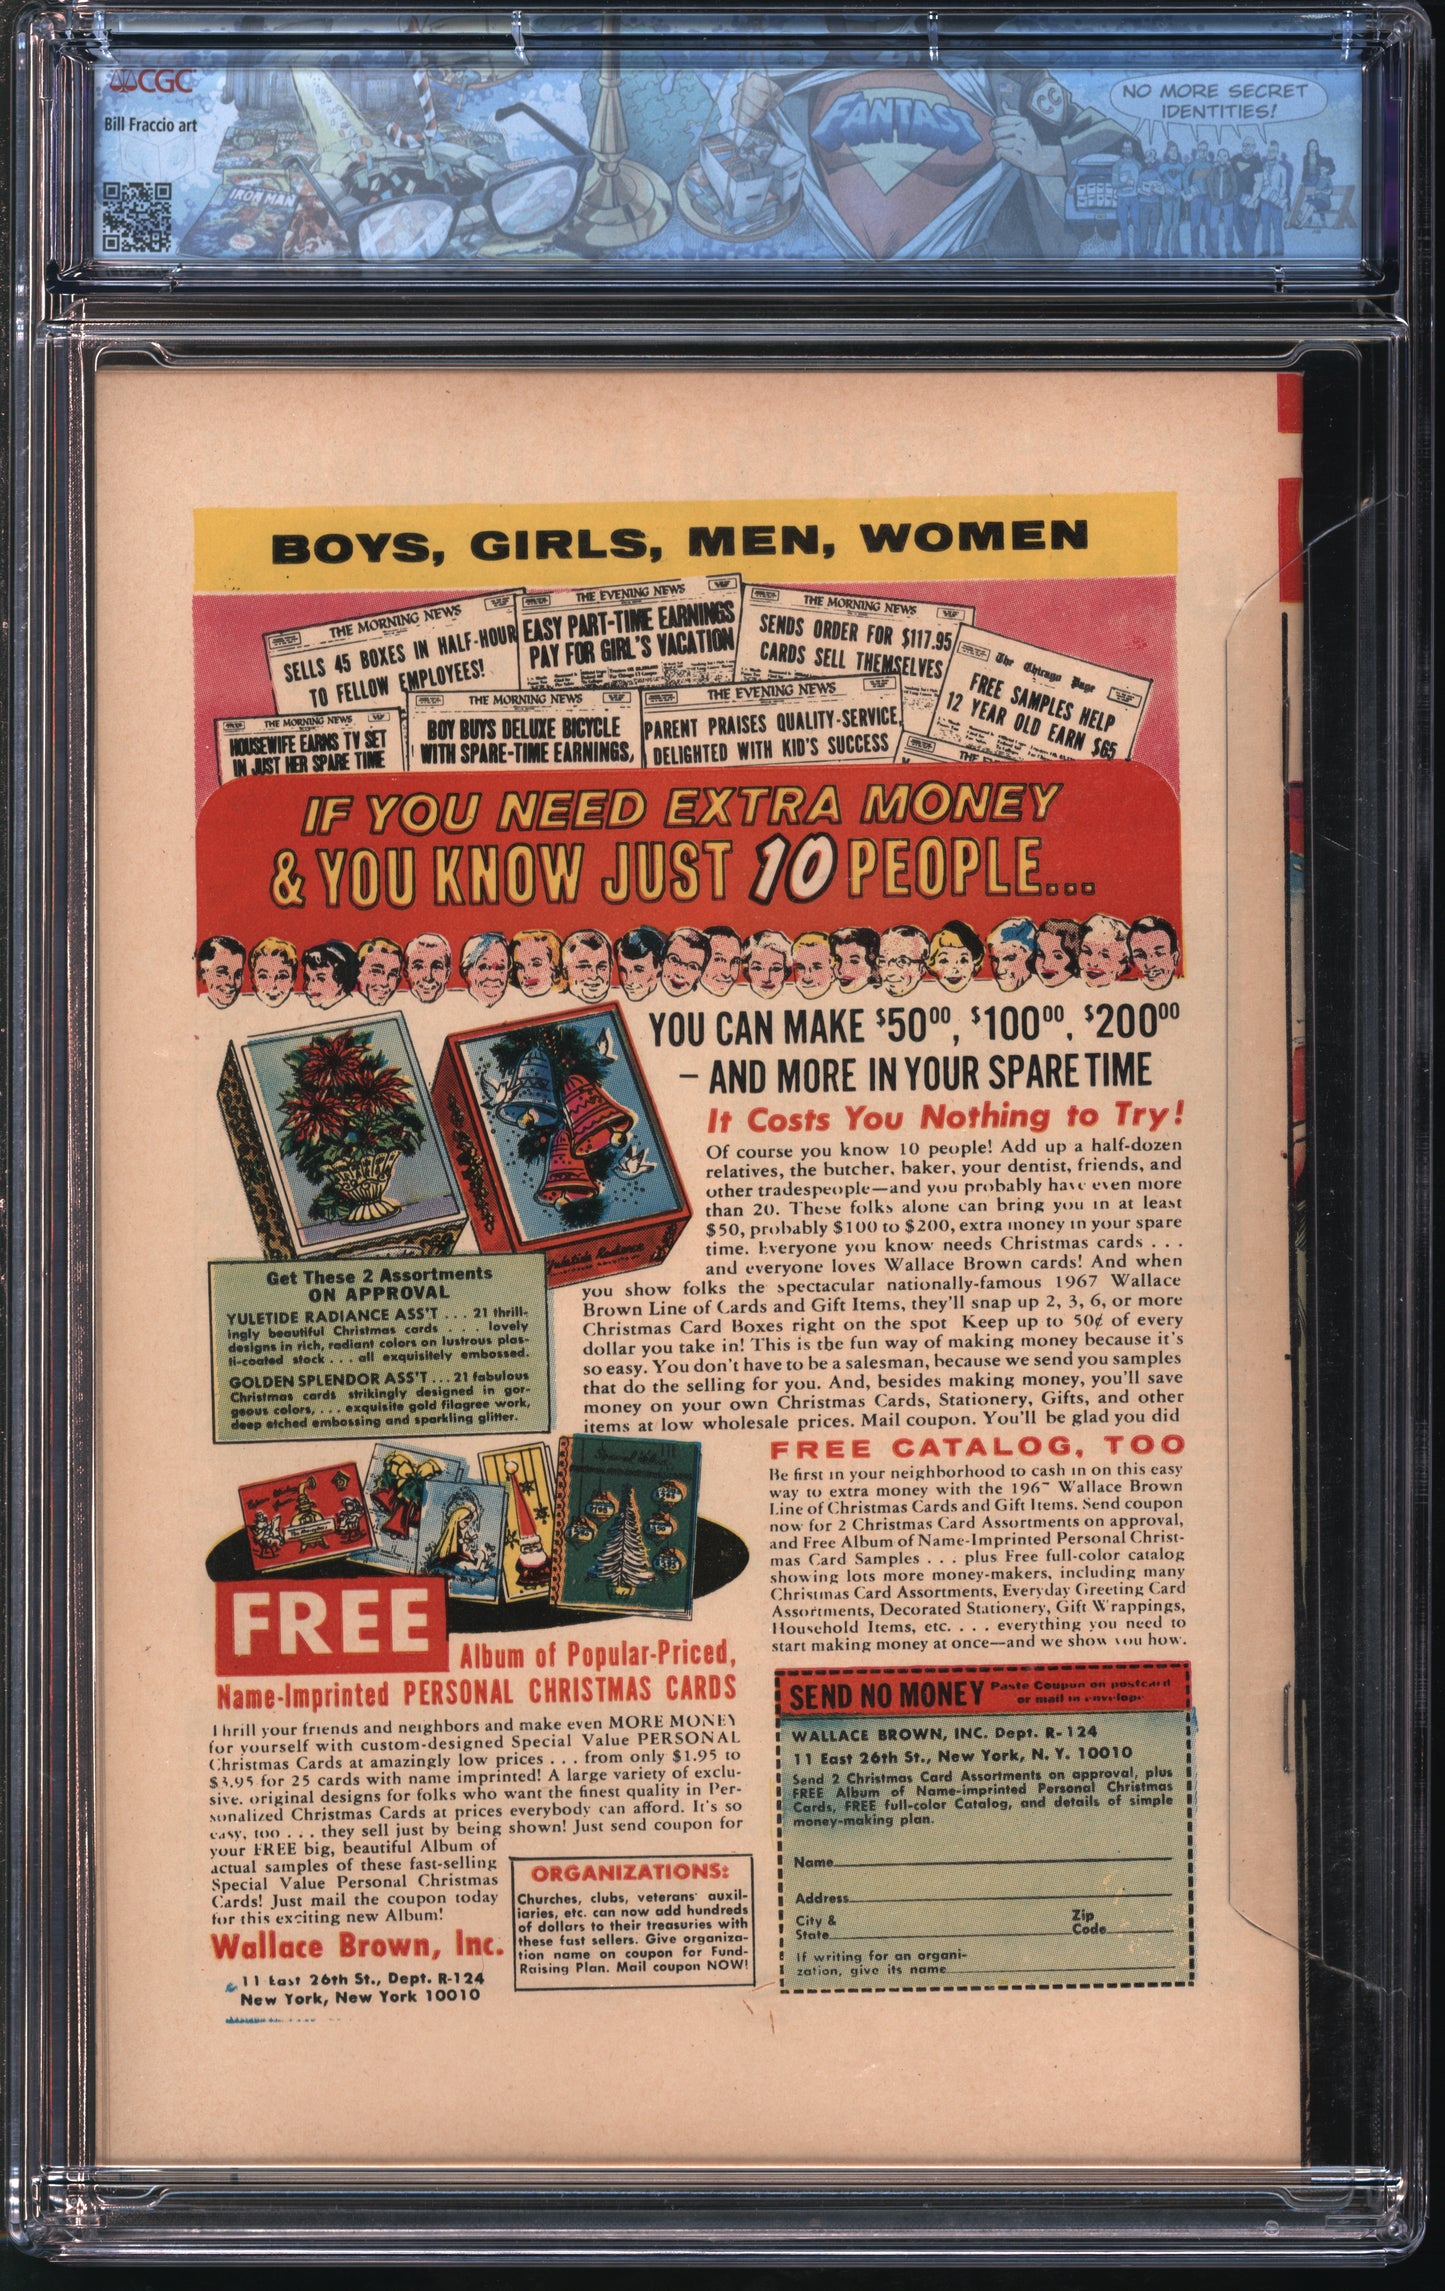 CGC
Bill Fraccio art
IRON MAN
FANTAST
CC
NO MORE SECRET
IDENTITIES!
BOYS, GIRLS, MEN, WOMEN
THE MORNING NEWS
SELLS 45 BOXES IN HALF-HOUR
TO FELLOW EMPLOYEES!
THE EVENING NEWS
EASY PART-TIME EARNINGS
PAY FOR GIRL'S VACATION
THE MORNING NEWS
SENDS ORDER FOR $117.95
CARDS SELL THEMSELVES
The Chicago Page
FREE SAMPLES HELP
12 YEAR OLD EARN $65
THE MORNING NEWS
HOUSEWIFE EARNS TV SET
IN JUST HER SPARE TIME
THE MORNING NEWS
BOY BUYS DELUXE BICYCLE
WITH SPARE-TIME EARNINGS,
THE EVENING NEWS
PARENT PRAISES QUALITY-SERVICE,
DELIGHTED WITH KID'S SUCCESS
THE
IF YOU NEED EXTRA MONEY
& YOU KNOW JUST 10 PEOPLE...
YOU CAN MAKE $5000, $10000, $20000
– AND MORE IN YOUR SPARE TIME
It Costs You Nothing to Try!
Of course you know 10 people! Add up a half-dozen
relatives, the butcher, baker, your dentist, friends, and
other tradespeople—and you probably have even more
than 20. These folks alone can bring you in at least
$50, probably $100 to $200, extra money in your spare
time. Everyone you know needs Christmas cards . . .
and everyone loves Wallace Brown cards! And when
you show folks the spectacular nationally-famous 1967 Wallace
Brown Line of Cards and Gift Items, they'll snap up 2, 3, 6, or more
Christmas Card Boxes right on the spot Keep up to 50¢ of every
dollar you take in! This is the fun way of making money because it's
so easy. You don't have to be a salesman, because we send you samples
that do the selling for you. And, besides making money, you'll save
money on your own Christmas Cards, Stationery, Gifts, and other
items at low wholesale prices. Mail coupon. You'll be glad you did
Yuletide Radiance
Get These 2 Assortments
ON APPROVAL
YULETIDE RADIANCE ASS'T . . . 21 thrill-
ingly beautiful Christmas cards . . . lovely
designs in rich, radiant colors on lustrous plas-
ti-coated stock . . . all exquisitely embossed.
GOLDEN SPLENDOR ASS'T . . . 21 fabulous
Christmas cards strikingly designed in gor-
geous colors, . . . exquisite gold filagree work,
deep etched embossing and sparkling glitter.
FREE CATALOG, TOO
Be first in your neighborhood to cash in on this easy
way to extra money with the 1967 Wallace Brown
Line of Christmas Cards and Gift Items. Send coupon
now for 2 Christmas Card Assortments on approval,
and Free Album of Name-Imprinted Personal Christ-
mas Card Samples . . . plus Free full-color catalog
showing lots more money-makers, including many
Christmas Card Assortments, Everyday Greeting Card
Assortments, Decorated Stationery, Gift Wrappings,
Household Items, etc. . . . everything you need to
start making money at once—and we show you how.
FREE
Album of Popular-Priced,
Name-Imprinted PERSONAL CHRISTMAS CARDS
Thrill your friends and neighbors and make even MORE MONEY
for yourself with custom-designed Special Value PERSONAL
Christmas Cards at amazingly low prices . . . from only $1.95 to
$3.95 for 25 cards with name imprinted! A large variety of exclu-
sive, original designs for folks who want the finest quality in Per-
sonalized Christmas Cards at prices everybody can afford. It's so
easy, too . . . they sell just by being shown! Just send coupon for
your FREE big, beautiful Album of
actual samples of these fast-selling
Special Value Personal Christmas
Cards! Just mail the coupon today
for this exciting new Album!
Wallace Brown, Inc.
11 East 26th St., Dept. R-124
New York, New York 10010
ORGANIZATIONS:
Churches, clubs, veterans' auxil-
iaries, etc. can now add hundreds
of dollars to their treasuries with
these fast sellers. Give organiza-
tion name on coupon for Fund-
Raising Plan. Mail coupon NOW!
SEND NO MONEY Paste Coupon on postcard
or mail in envelope
WALLACE BROWN, INC. Dept. R-124
11 East 26th St., New York, N. Y. 10010
Send 2 Christmas Card Assortments on approval, plus
FREE Album of Name-imprinted Personal Christmas
Cards, FREE full-color Catalog, and details of simple
money-making plan.
Name
Address
City & Zip
State Code
If writing for an organi-
zation, give its name